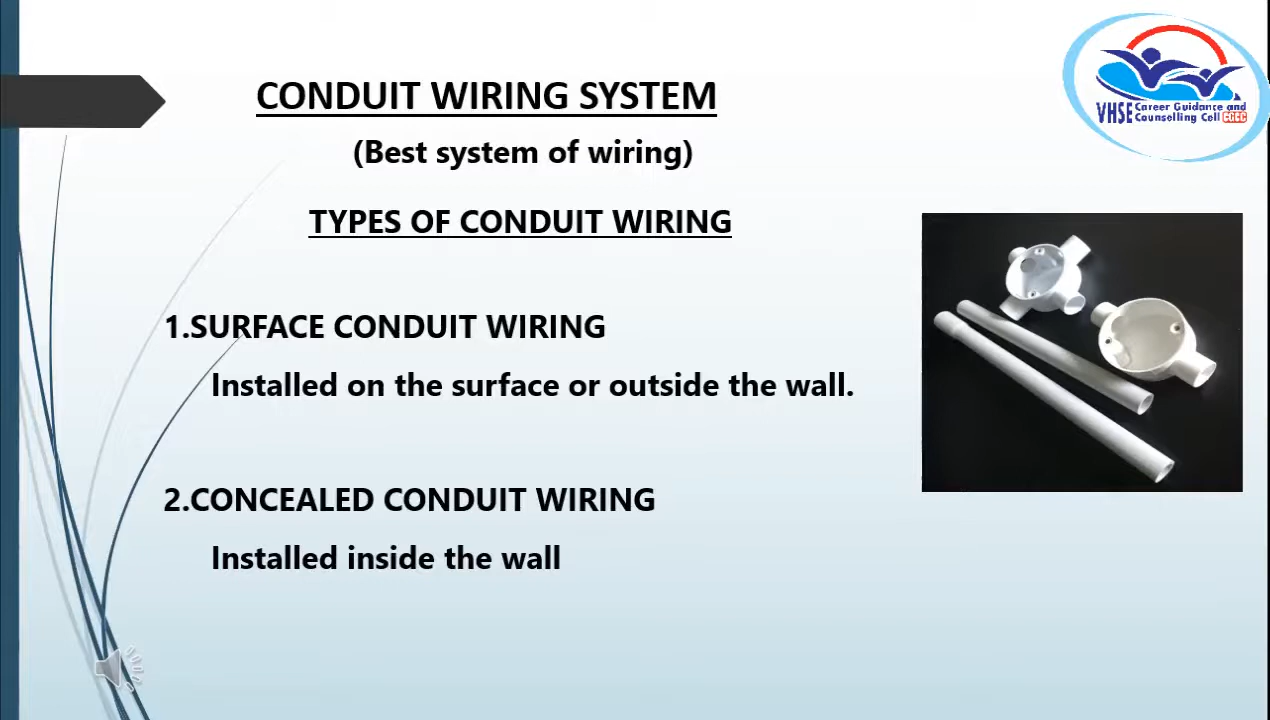 CONDUIT WIRING SYSTEM
(Best system of wiring)
TYPES OF CONDUIT WIRING
1.SURFACE CONDUIT WIRING
Installed on the surface or outside the wall.
2.CONCEALED CONDUIT WIRING
Installed inside the wall
VHSE Career Guidance and
Counselling Cell CGCC